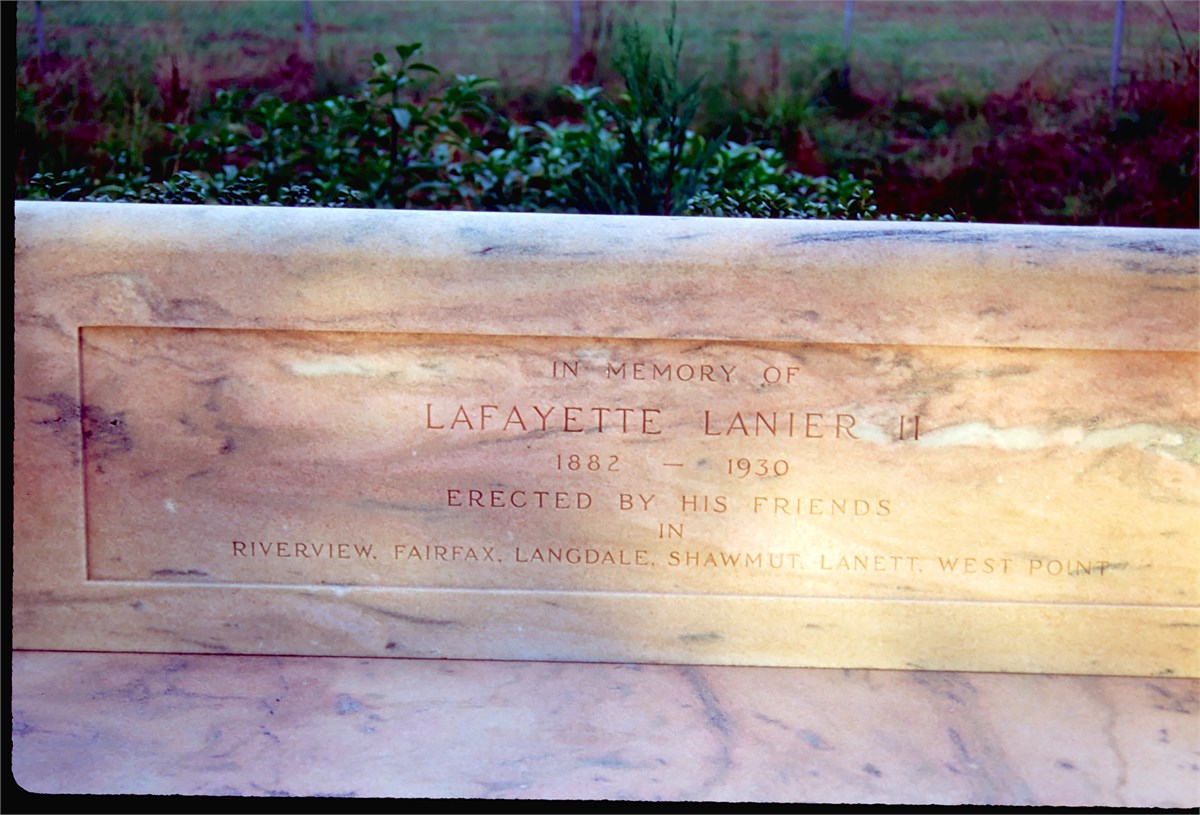 IN MEMORY OF
LAFAYETTE LANIER II
1882 — 1930
ERECTED BY HIS FRIENDS
IN
RIVERVIEW. FAIRFAX. LANGDALE. SHAWMUT. LANETT. WEST POINT